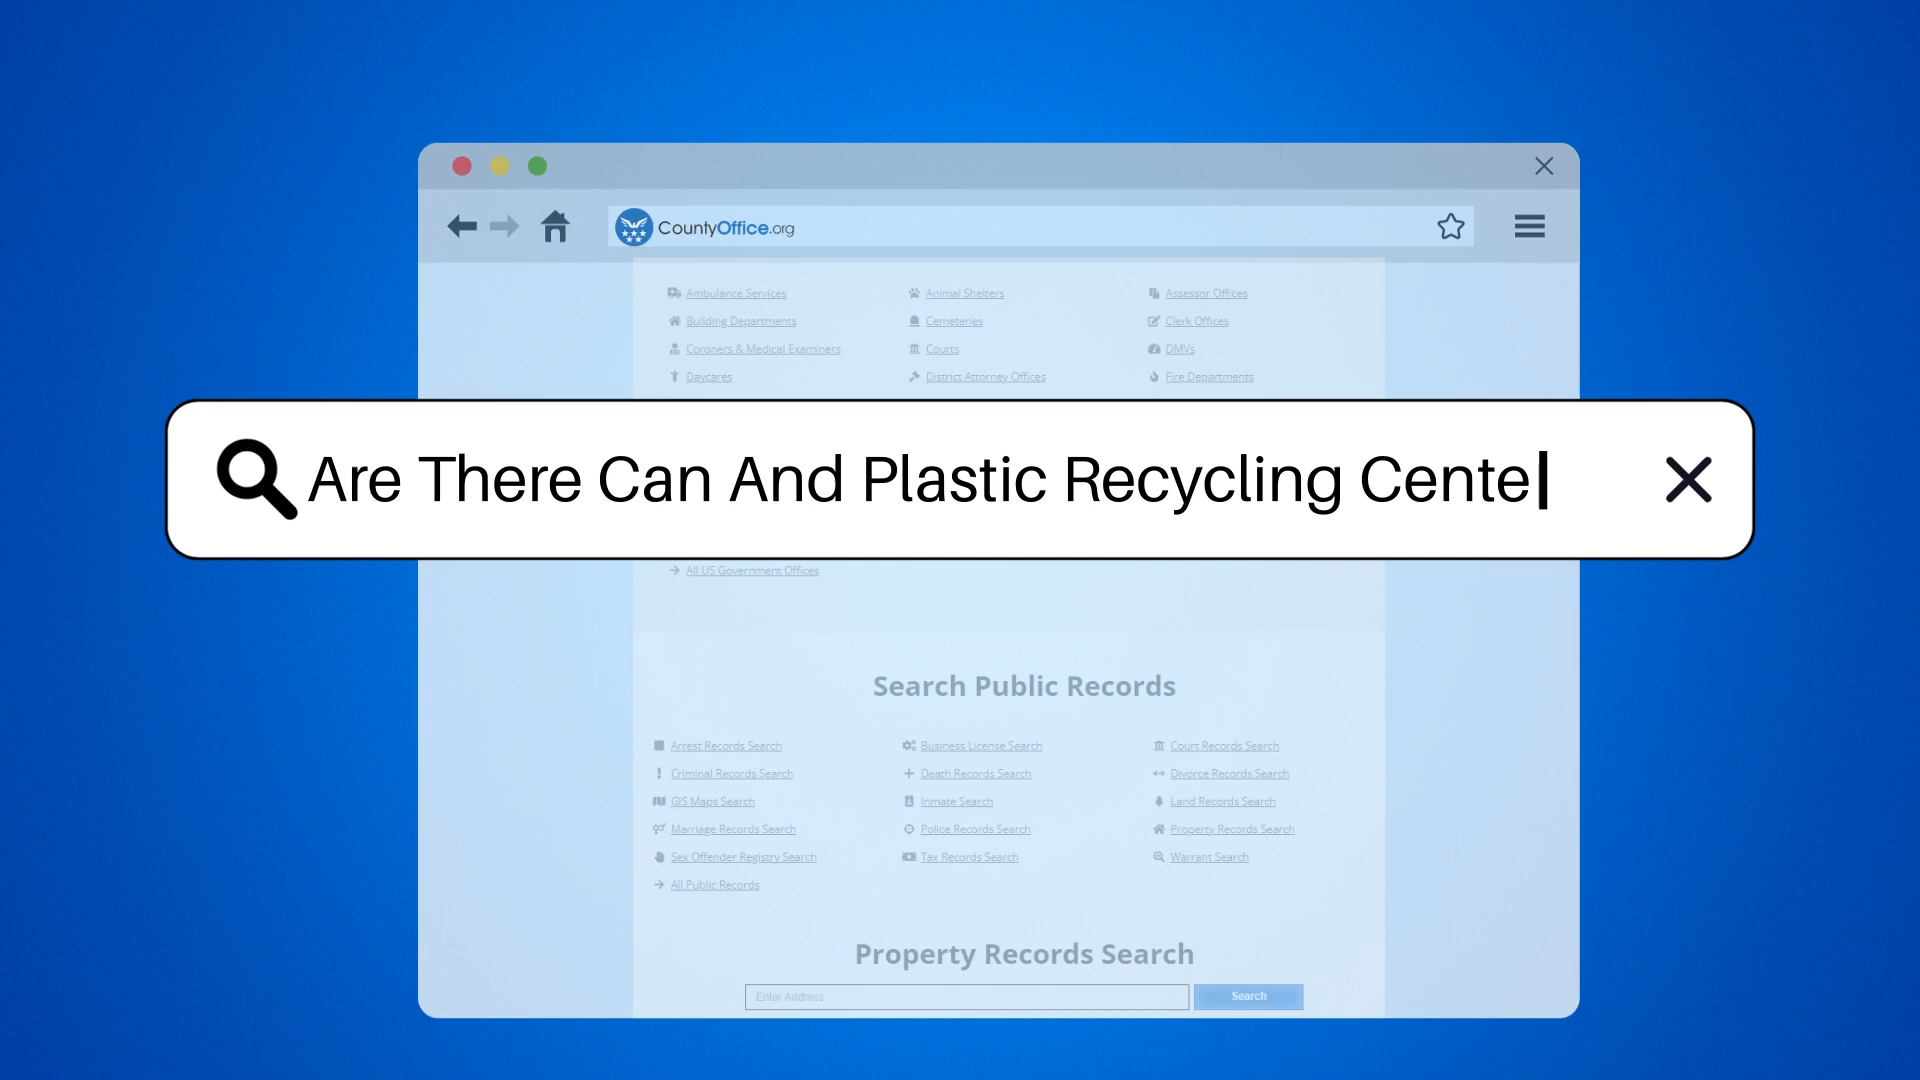 CountyOffice.org
Ambulance Services Animal Shelters Assessor Offices
Building Departments Cemeteries Clerk Offices
Coroners & Medical Examiners Courts DMVs
Daycares District Attorney Offices Fire Departments
Are There Can And Plastic Recycling Cente
All US Government Offices
Search Public Records
Arrest Records Search Business License Search Court Records Search
Criminal Records Search Death Records Search Divorce Records Search
GIS Maps Search Inmate Search Land Records Search
Marriage Records Search Police Records Search Property Records Search
Sex Offender Registry Search Tax Records Search Warrant Search
All Public Records
Property Records Search
Enter Address Search